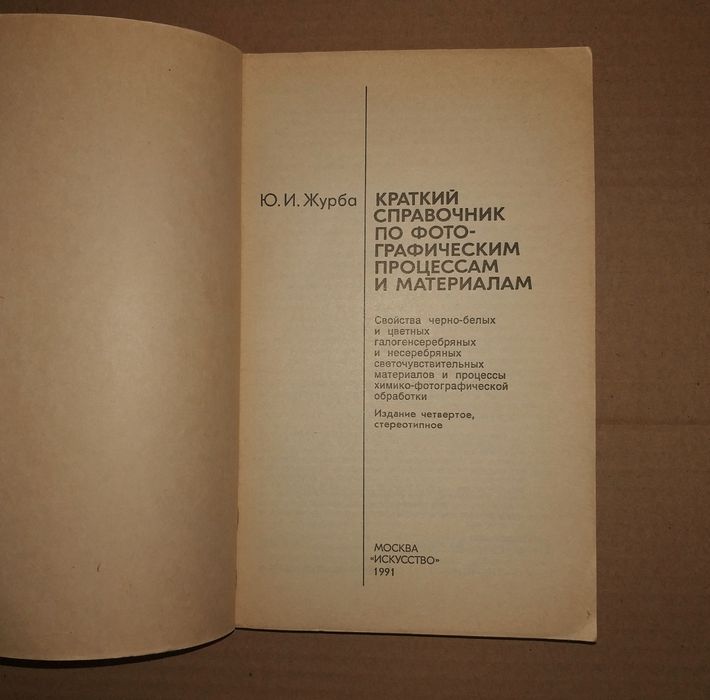 Ю. И. Журба
КРАТКИЙ
СПРАВОЧНИК
ПО ФОТО-
ГРАФИЧЕСКИМ
ПРОЦЕССАМ
И МАТЕРИАЛАМ
Свойства черно-белых
и цветных
галогенсеребряных
и несеребряных
светочувствительных
материалов и процессы
химико-фотографической
обработки
Издание четвертое,
стереотипное
МОСКВА
«ИСКУССТВО»
1991